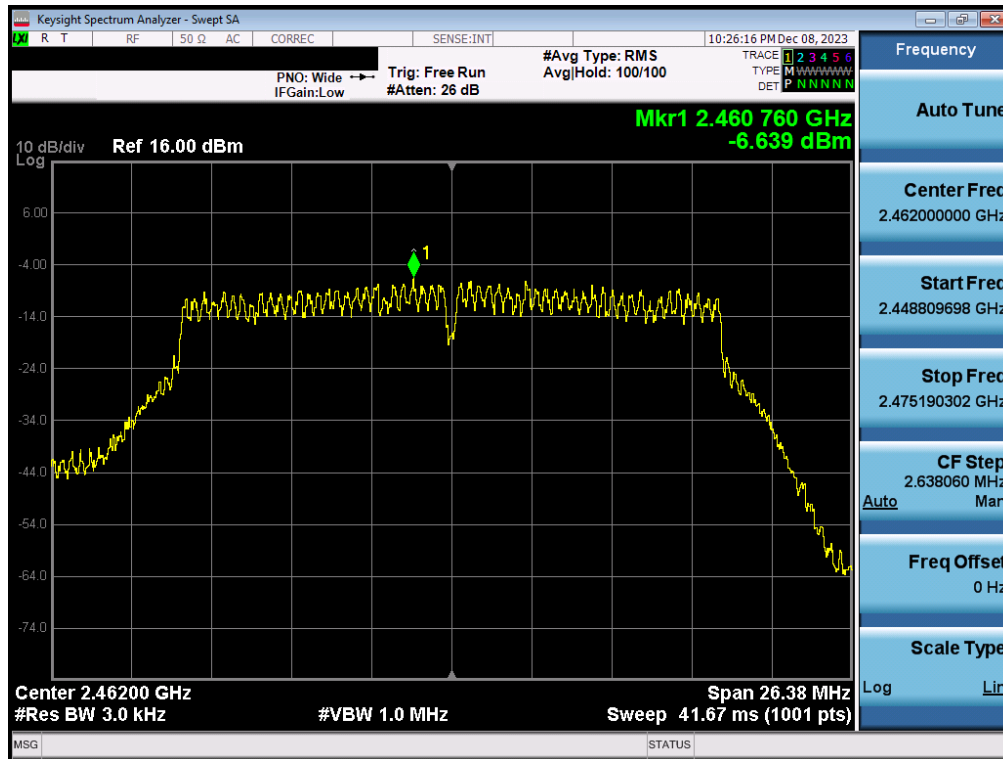 Keysight Spectrum Analyzer - Swept SA
LXI R T RF 50 Ω AC CORREC SENSE:INT 10:26:16 PM Dec 08, 2023
PNO: Wide
IFGain:Low
Trig: Free Run
#Atten: 26 dB
#Avg Type: RMS
Avg|Hold: 100/100
TRACE 1 2 3 4 5 6
TYPE M WWWWW
DET P N N N N N
Mkr1 2.460 760 GHz
-6.639 dBm
10 dB/div Ref 16.00 dBm
Log
6.00
-4.00
-14.0
-24.0
-34.0
-44.0
-54.0
-64.0
-74.0
1
Center 2.46200 GHz Span 26.38 MHz
#Res BW 3.0 kHz #VBW 1.0 MHz Sweep 41.67 ms (1001 pts)
MSG STATUS
Frequency
Auto Tune
Center Freq
2.462000000 GHz
Start Freq
2.448809698 GHz
Stop Freq
2.475190302 GHz
CF Step
2.638060 MHz
Auto Man
Freq Offset
0 Hz
Scale Type
Log Lin